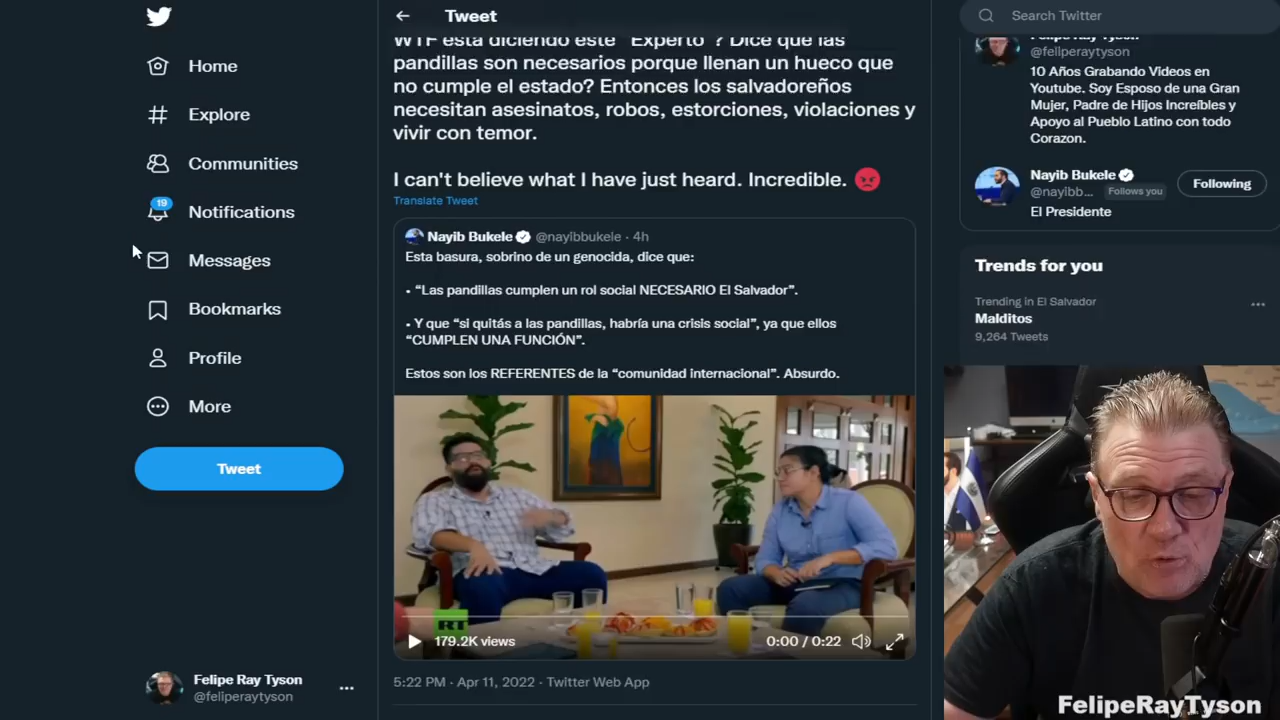 Tweet
Search Twitter
Home
Explore
Communities
19
Notifications
Messages
Bookmarks
Profile
More
Tweet
Felipe Ray Tyson
@feliperaytyson
WTF esta diciendo este "Experto"? Dice que las
pandillas son necesarios porque llenan un hueco que
no cumple el estado? Entonces los salvadoreños
necesitan asesinatos, robos, estorciones, violaciones y
vivir con temor.
I can't believe what I have just heard. Incredible.
Translate Tweet
Nayib Bukele @nayibbukele · 4h
Esta basura, sobrino de un genocida, dice que:
• "Las pandillas cumplen un rol social NECESARIO El Salvador".
• Y que "si quitás a las pandillas, habría una crisis social", ya que ellos
"CUMPLEN UNA FUNCIÓN".
Estos son los REFERENTES de la "comunidad internacional". Absurdo.
RT
179.2K views
0:00 / 0:22
5:22 PM · Apr 11, 2022 · Twitter Web App
Felipe Ray Tyson
@feliperaytyson
10 Años Grabando Videos en
Youtube. Soy Esposo de una Gran
Mujer, Padre de Hijos Increíbles y
Apoyo al Pueblo Latino con todo
Corazon.
Nayib Bukele
@nayibb... Follows you
Following
El Presidente
Trends for you
Trending in El Salvador
Malditos
9,264 Tweets
FelipeRayTyson